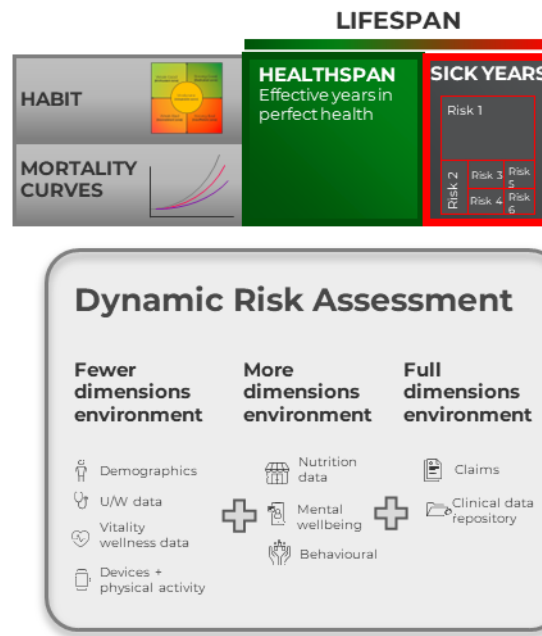 LIFESPAN
HABIT
MORTALITY
CURVES
HEALTHSPAN
Effective years in
perfect health
SICK YEARS
Risk 1
Risk 2
Risk 3
Risk
5
Risk 4
Risk
6
Dynamic Risk Assessment
Fewer
dimensions
environment
Demographics
U/W data
Vitality
wellness data
Devices +
physical activity
More
dimensions
environment
Nutrition
data
Mental
wellbeing
Behavioural
Full
dimensions
environment
Claims
Clinical data
repository